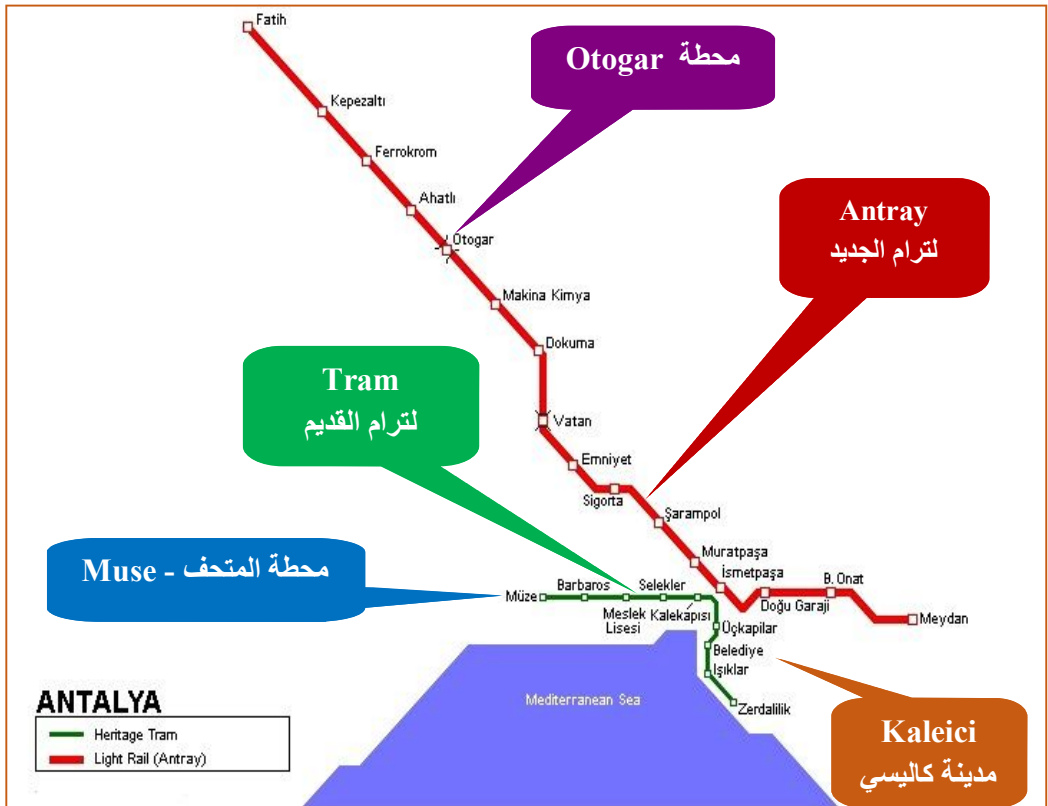 Fatih
محطة Otogar
Kepezaltı
Ferrokrom
Ahatlı
Antray
لترام الجديد
Otogar
Makina Kimya
Dokuma
Tram
لترام القديم
Vatan
Emniyet
Sigorta
Şarampol
Muratpaşa
İsmetpaşa
محطة المتحف - Muse
Müze
Barbaros
Selekler
Meslek
Lisesi
Kalekapısı
Doğu Garaji
B. Onat
Meydan
Üçkapilar
Belediye
Işıklar
Zerdalilik
Mediterranean Sea
Kaleici
مدينة كاليسي
ANTALYA
Heritage Tram
Light Rail (Antray)